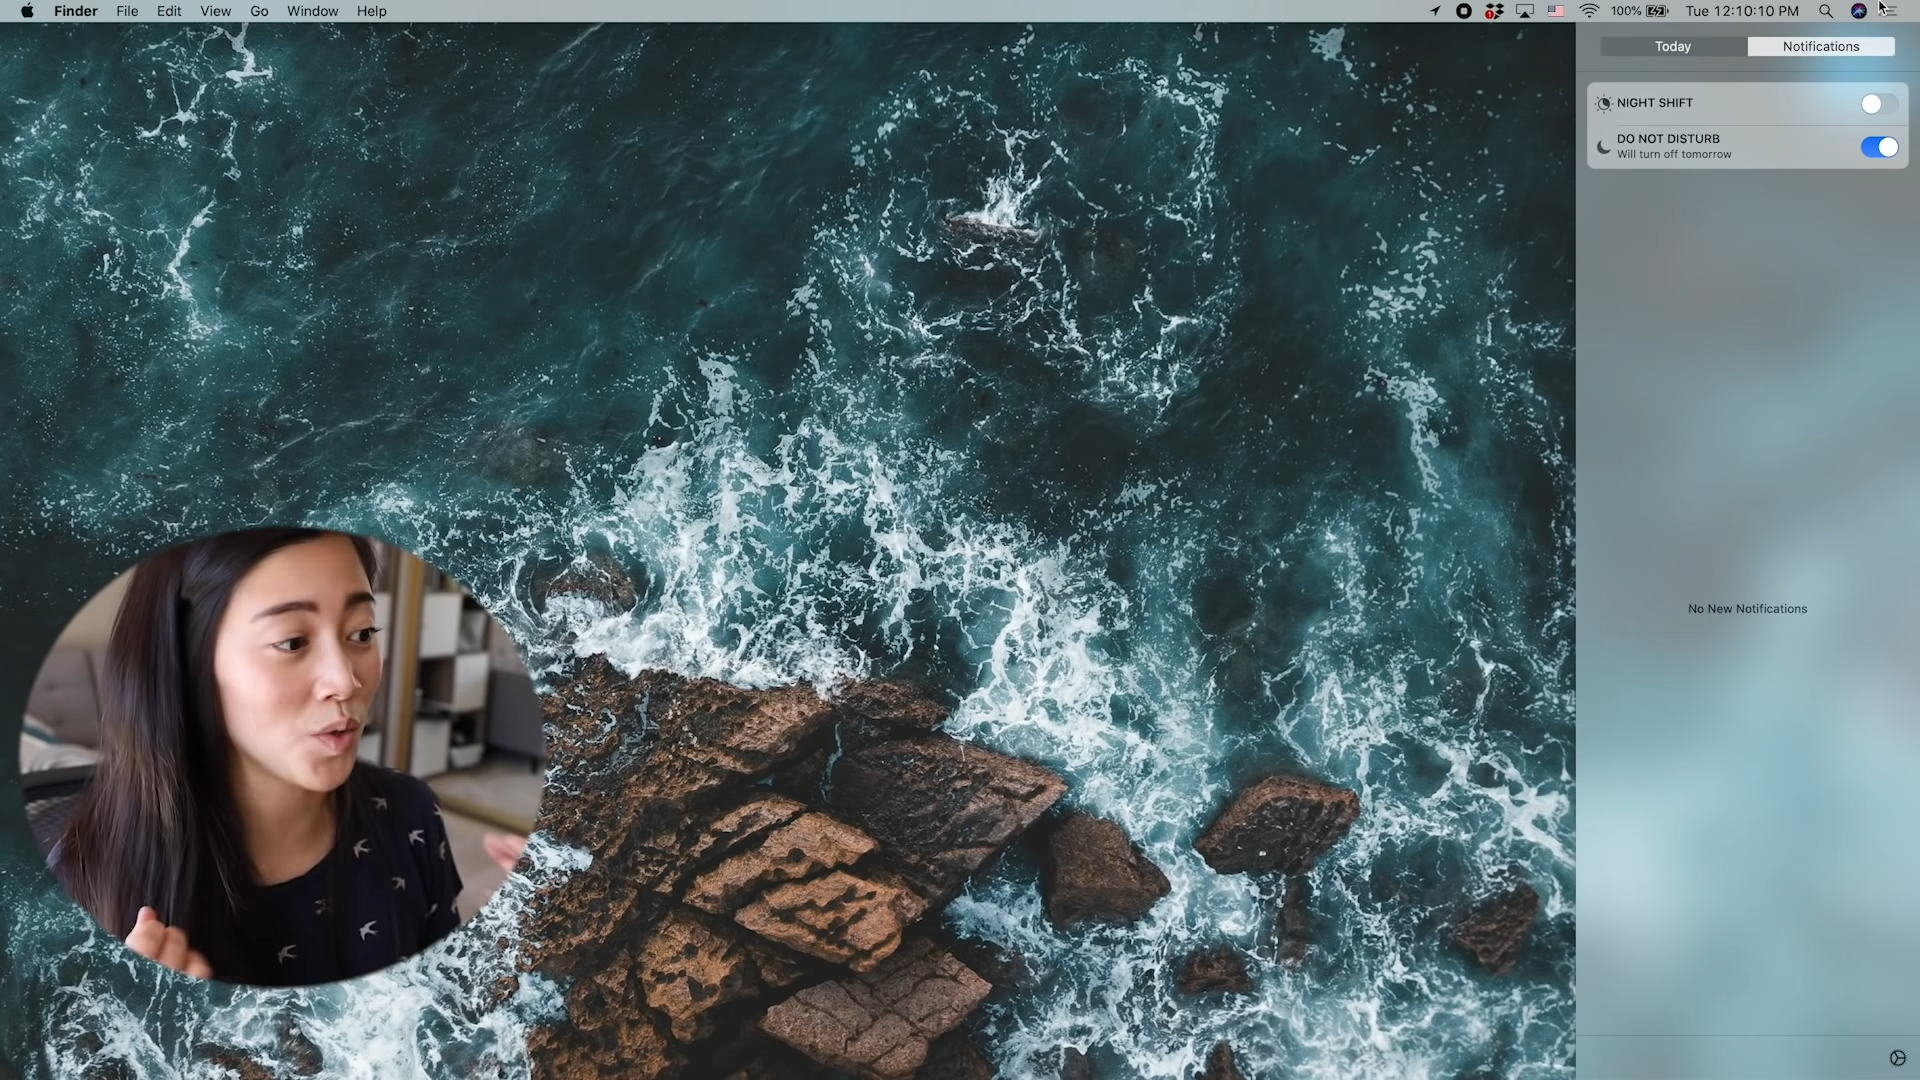 Finder File Edit View Go Window Help
1 100% Tue 12:10:10 PM
Today Notifications
NIGHT SHIFT
DO NOT DISTURB
Will turn off tomorrow
No New Notifications